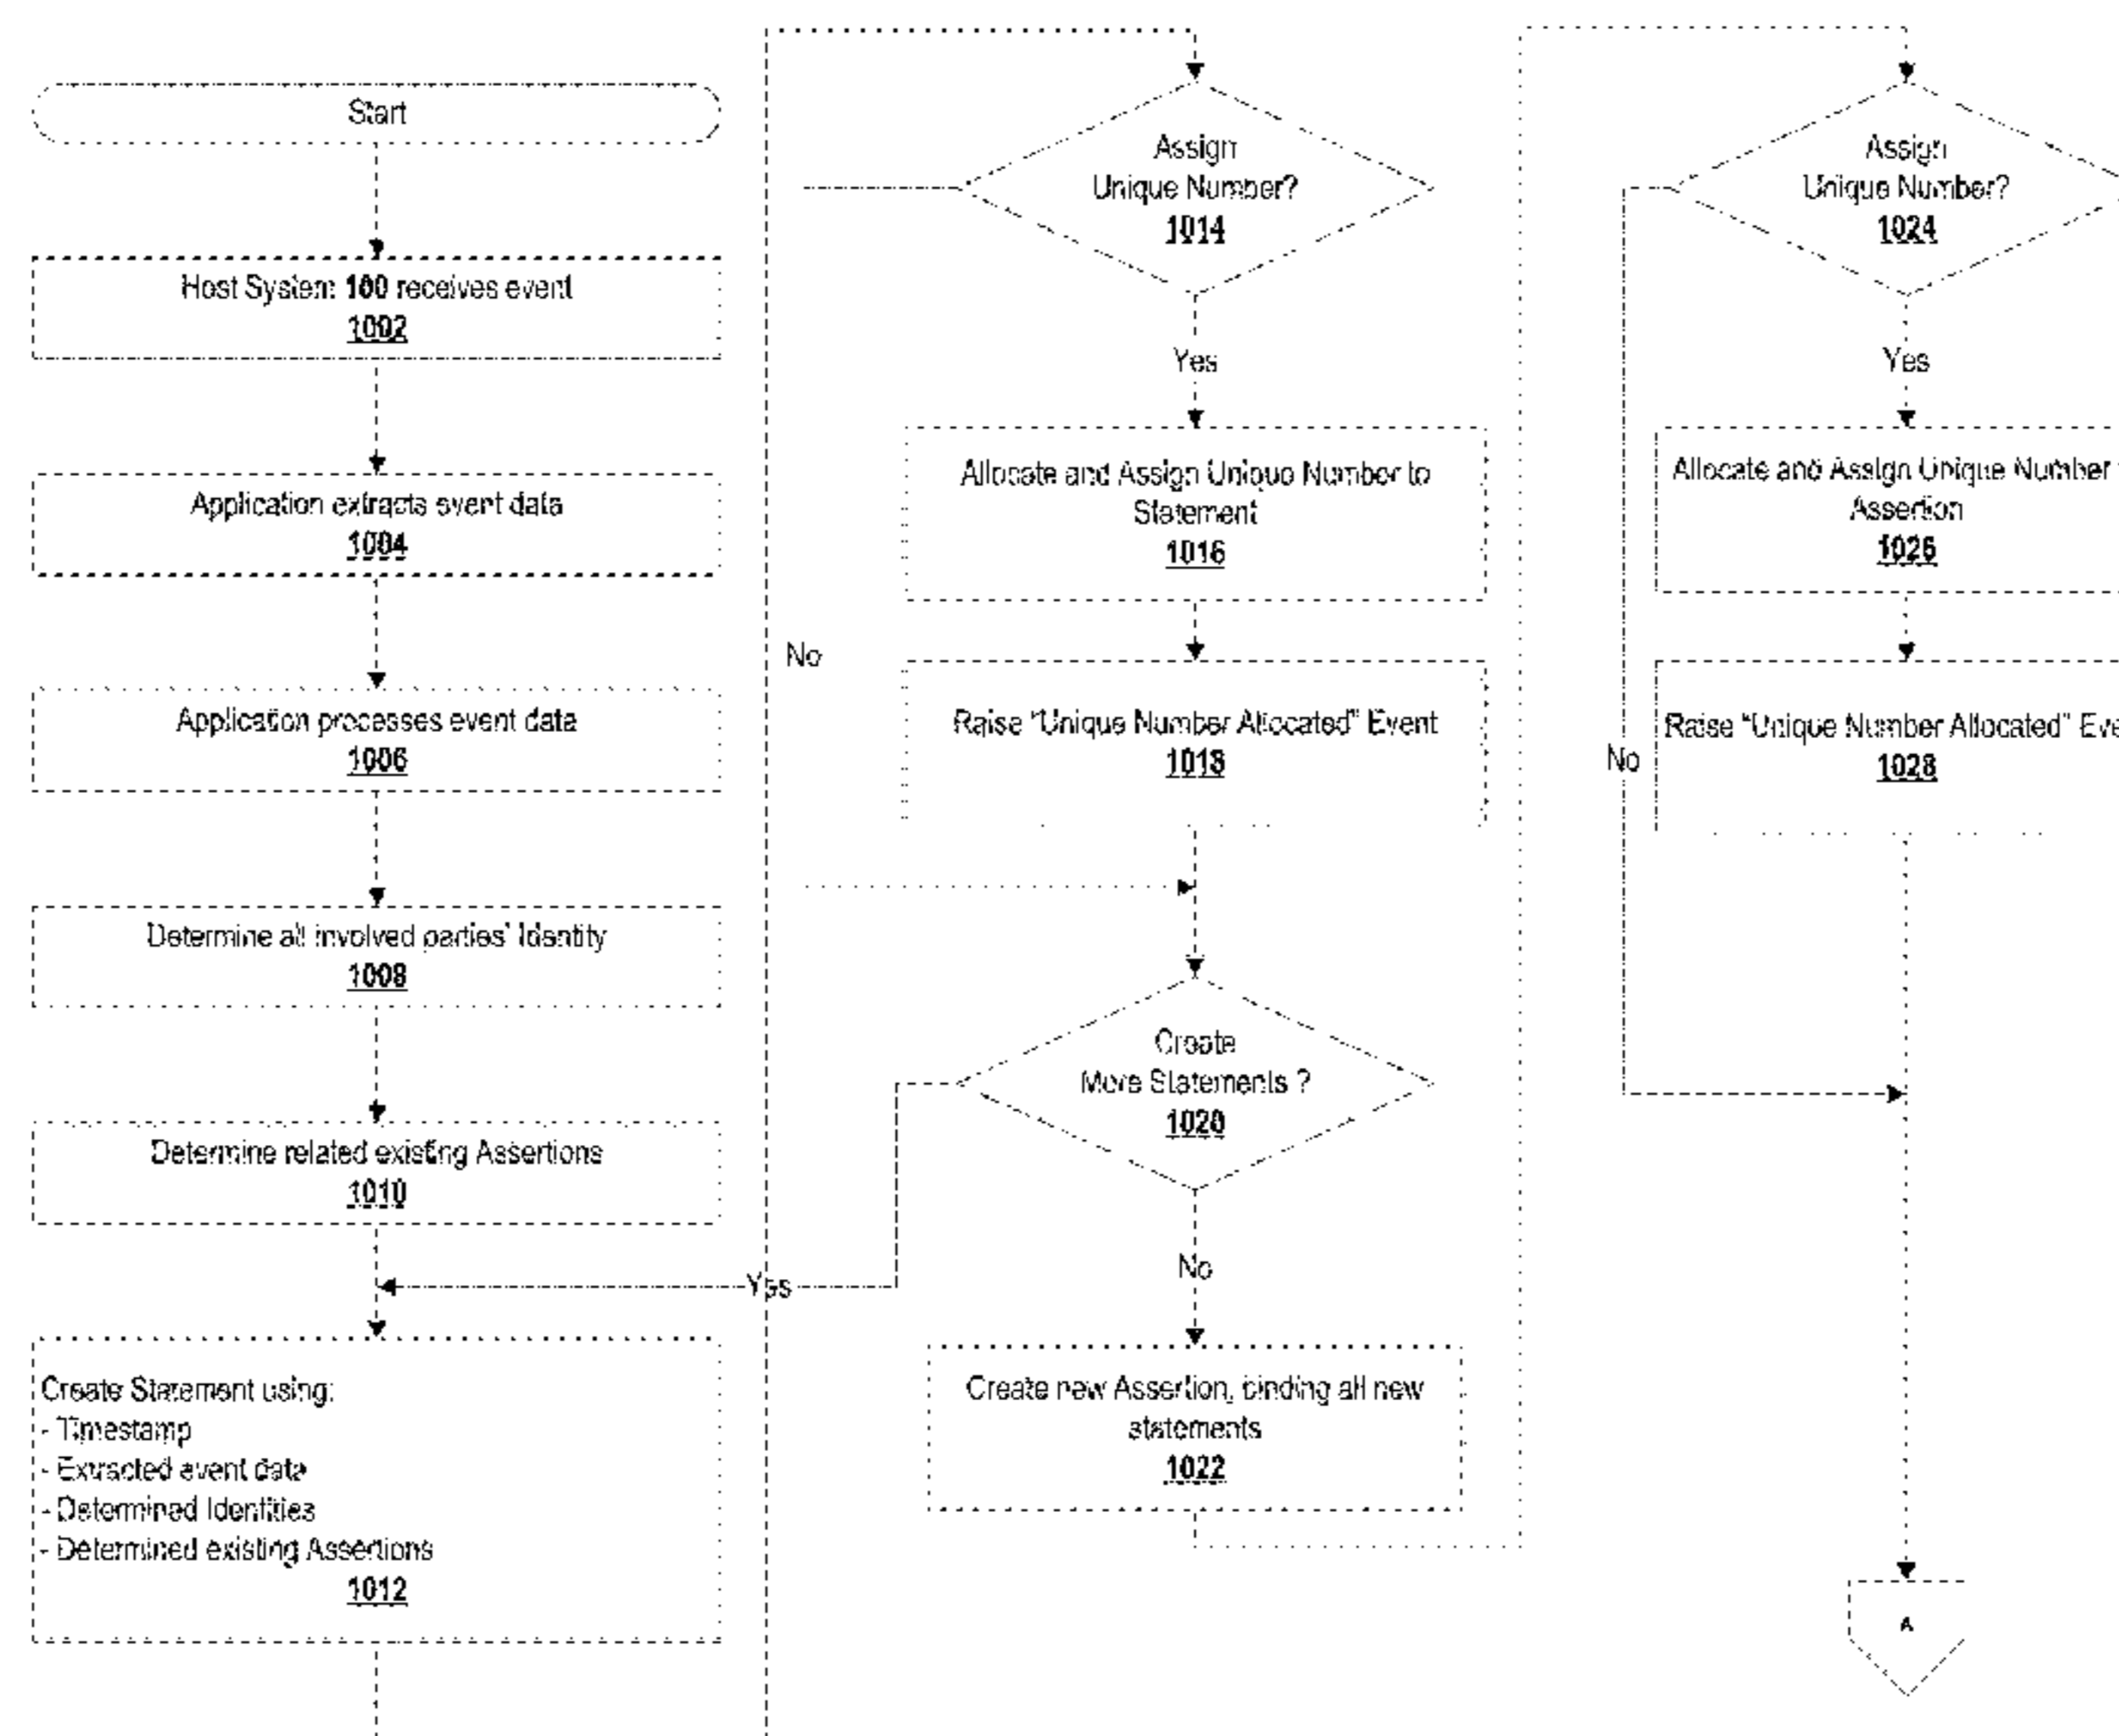 Start
Host System 100 receives event
1002
Application extracts event data
1004
Application processes event data
1006
Determine all involved parties' Identity
1008
Determine related existing Assertions
1010
Create Statement using:
- Timestamp
- Extracted event data
- Determined Identities
- Determined existing Assertions
1012
Assign
Unique Number?
1014
Yes
No
Allocate and Assign Unique Number to
Statement
1016
Raise "Unique Number Allocated" Event
1018
Create
More Statements ?
1020
Yes
No
Create new Assertion, binding all new
statements
1022
Assign
Unique Number?
1024
Yes
No
Allocate and Assign Unique Number
Assertion
1026
Raise "Unique Number Allocated" Eve
1028
A